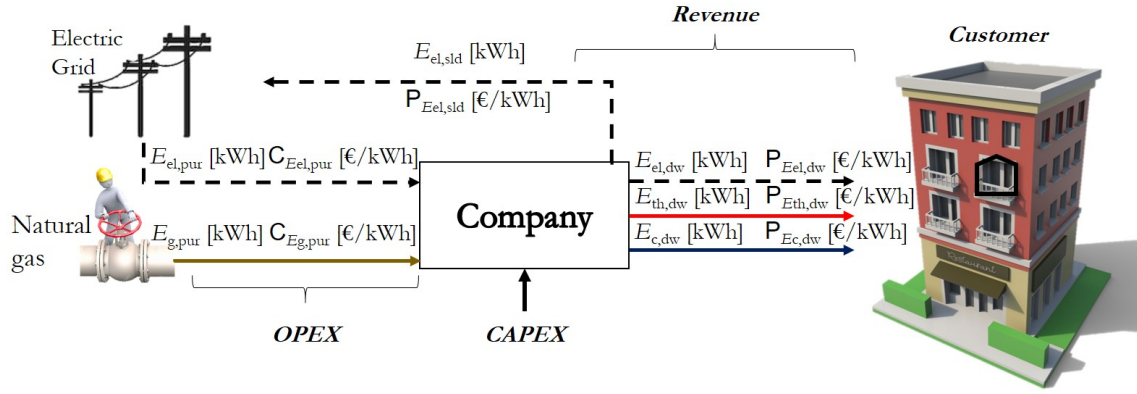 Revenue
Electric
Grid
Customer
E el,sld [kWh]
P Eel,sld [€/kWh]
E el,pur [kWh] C Eel,pur [€/kWh]
E el,dw [kWh] P Eel,dw [€/kWh]
Company
E th,dw [kWh] P Eth,dw [€/kWh]
Natural
gas
E g,pur [kWh] C Eg,pur [€/kWh]
E c,dw [kWh] P Ec,dw [€/kWh]
Restaurant
OPEX
CAPEX